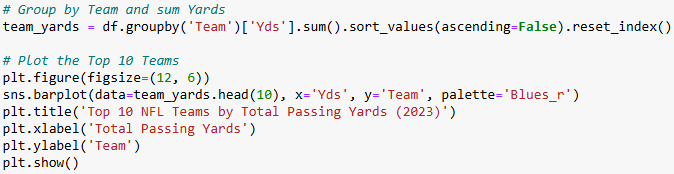 # Group by Team and sum Yards
team_yards = df.groupby('Team')['Yds'].sum().sort_values(ascending=False).reset_index()
# Plot the Top 10 Teams
plt.figure(figsize=(12, 6))
sns.barplot(data=team_yards.head(10), x='Yds', y='Team', palette='Blues_r')
plt.title('Top 10 NFL Teams by Total Passing Yards (2023)')
plt.xlabel('Total Passing Yards')
plt.ylabel('Team')
plt.show()